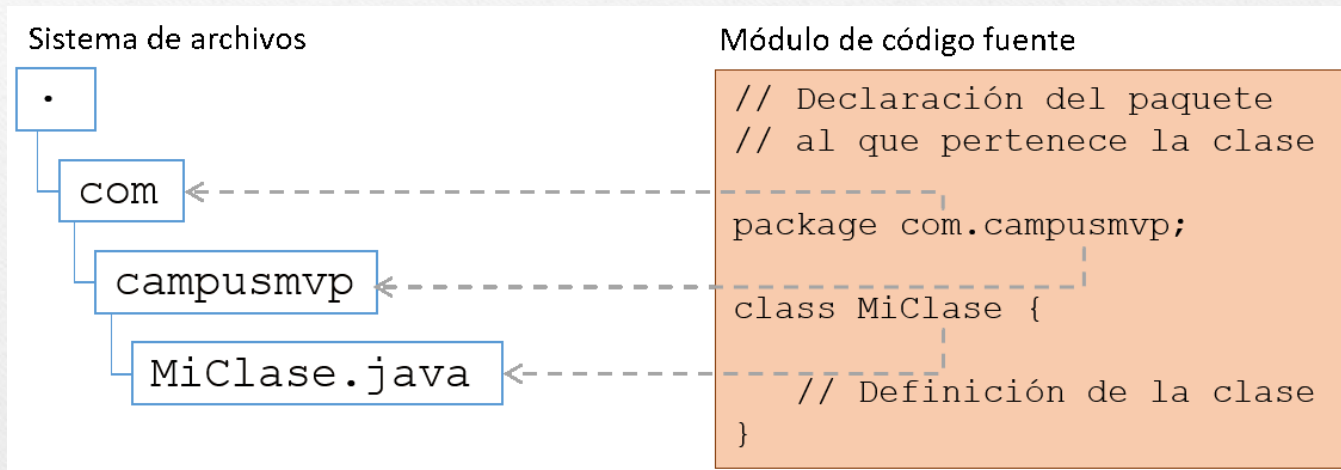 Sistema de archivos
.
com
campusmvp
MiClase.java
Módulo de código fuente
// Declaración del paquete
// al que pertenece la clase
package com.campusmvp;
class MiClase {
// Definición de la clase
}